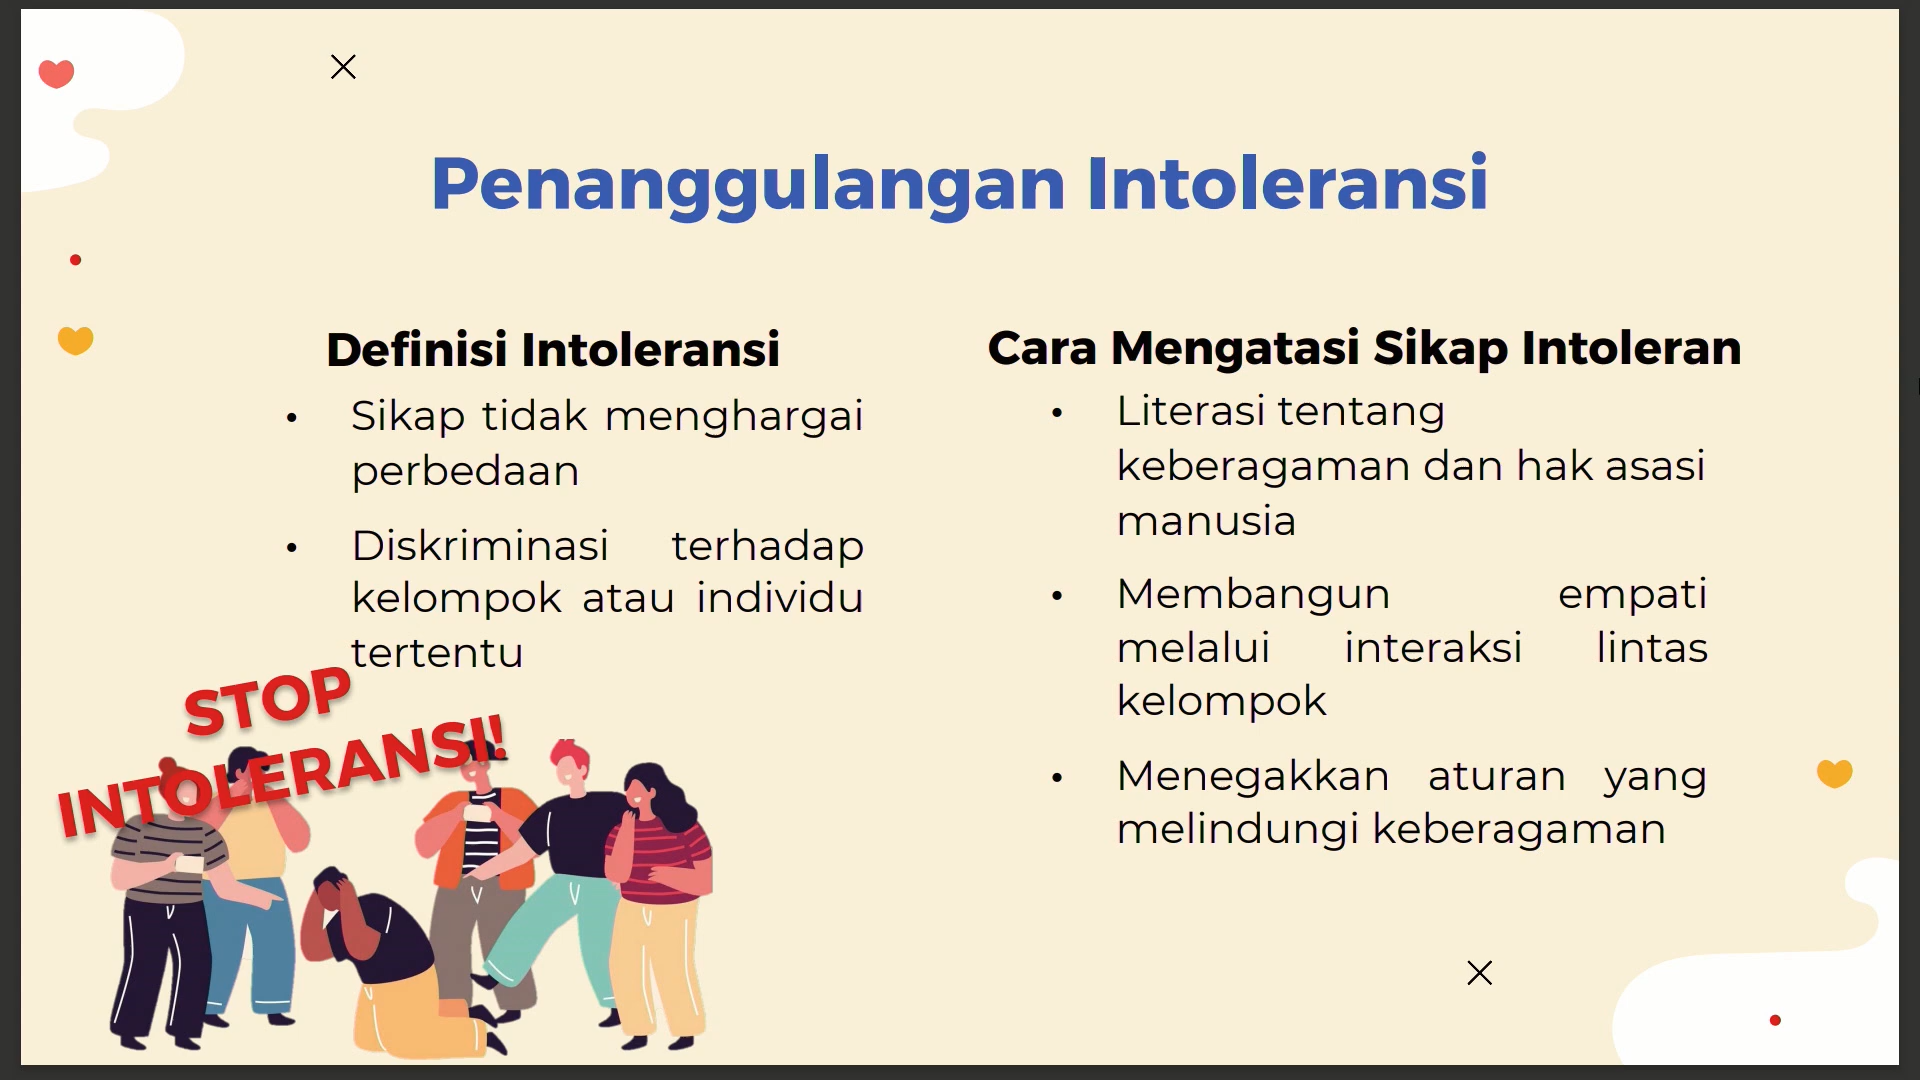 Penanggulangan Intoleransi
Definisi Intoleransi
• Sikap tidak menghargai
perbedaan
• Diskriminasi terhadap
kelompok atau individu
tertentu
STOP
INTOLERANSI!
Cara Mengatasi Sikap Intoleran
• Literasi tentang
keberagaman dan hak asasi
manusia
• Membangun empati
melalui interaksi lintas
kelompok
• Menegakkan aturan yang
melindungi keberagaman